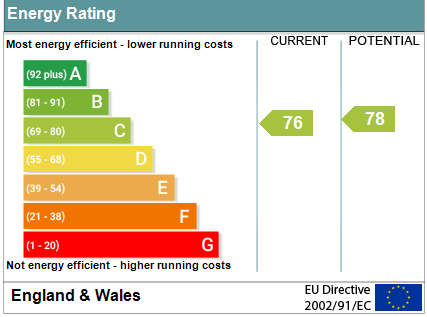 Energy Rating
Most energy efficient - lower running costs
CURRENT
POTENTIAL
(92 plus) A
(81 - 91) B
(69 - 80) C
(55 - 68) D
(39 - 54) E
(21 - 38) F
(1 - 20) G
76
78
Not energy efficient - higher running costs
England & Wales
EU Directive
2002/91/EC